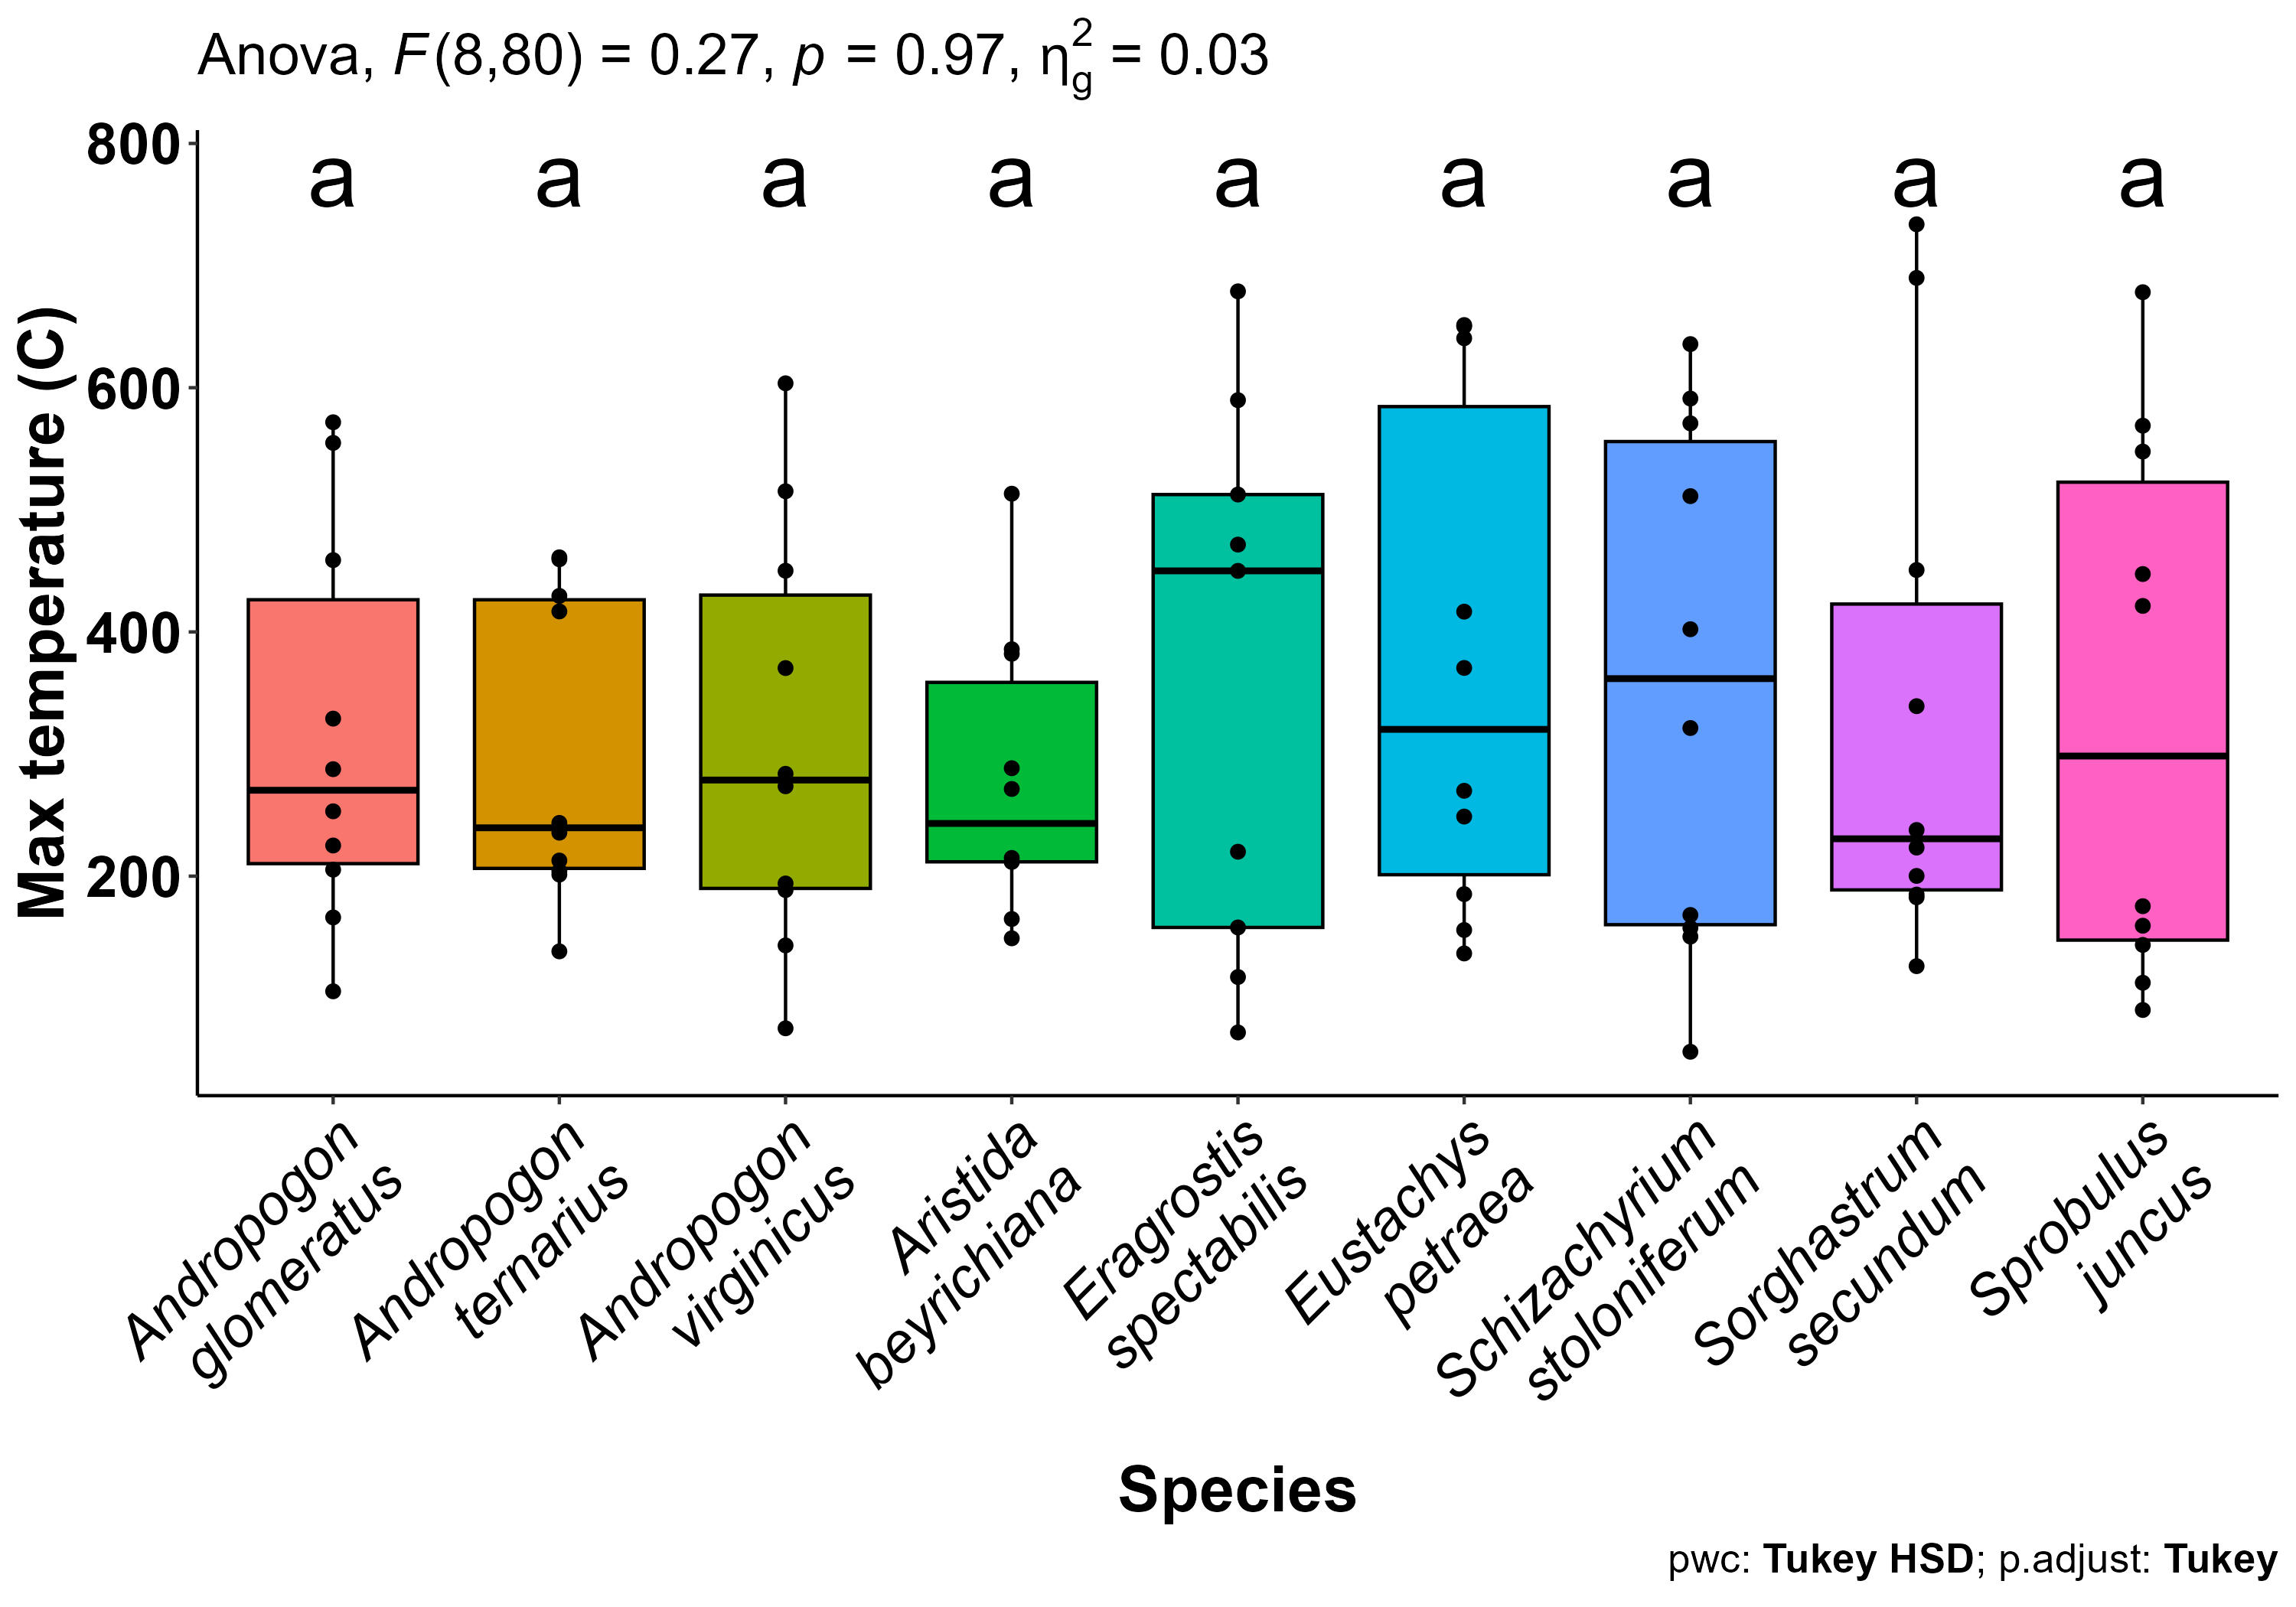 Anova, F(8,80) = 0.27, p = 0.97, η²g = 0.03
800
a a a a a a a a a
600
400
200
Max temperature (C)
Andropogon
glomeratus
Andropogon
ternarius
Andropogon
virginicus
Aristida
beyrichiana
Eragrostis
spectabilis
Eustachys
petraea
Schizachyrium
stoloniferum
Sorghastrum
secundum
Sprobulus
juncus
Species
pwc: Tukey HSD; p.adjust: Tukey